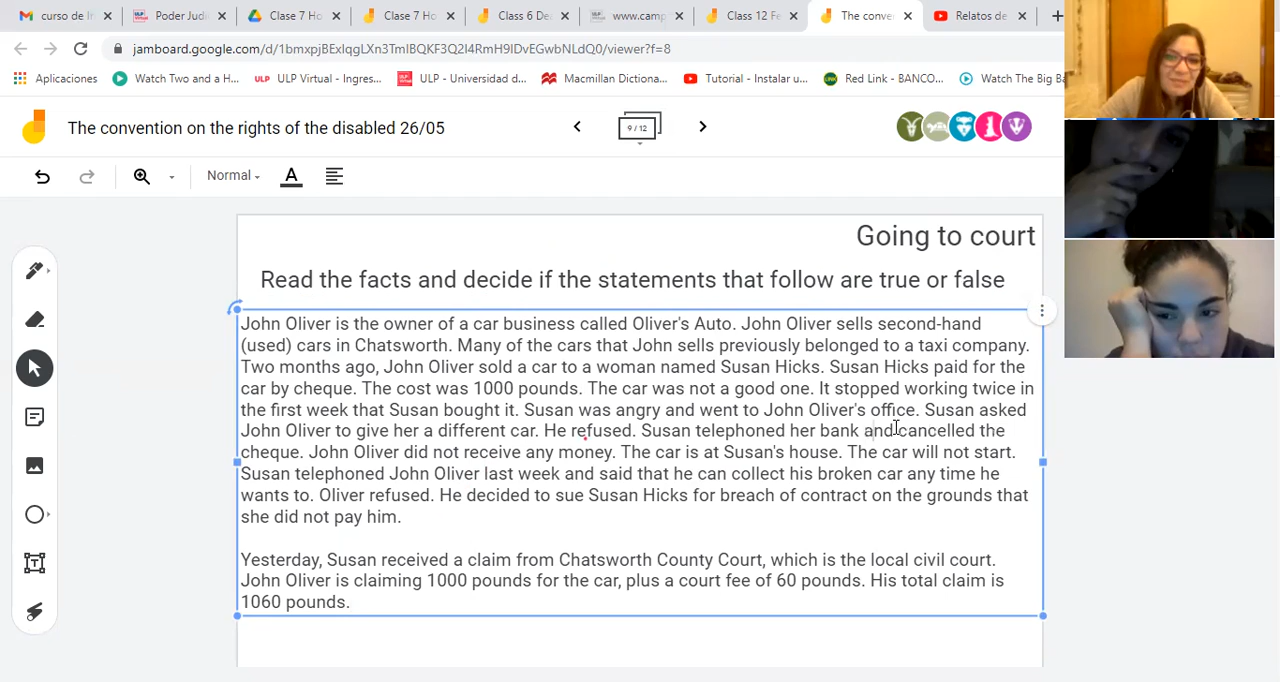 curso de In
Poder Judi
Clase 7 Ho
Clase 7 Ho
Class 6 De
www.camp
Class 12 Fe
The conve
Relatos de
jamboard.google.com/d/1bmxpjBExlqgLXn3TmlBQKF3Q2I4RmH9lDvEGwbNLdQ0/viewer?f=8
Aplicaciones
Watch Two and a H...
ULP Virtual - Ingres...
ULP - Universidad d...
Macmillan Dictiona...
Tutorial - Instalar u...
Red Link - BANCO...
Watch The Big Ba
The convention on the rights of the disabled 26/05
9 / 12
Normal
A
Going to court
Read the facts and decide if the statements that follow are true or false
John Oliver is the owner of a car business called Oliver's Auto. John Oliver sells second-hand
(used) cars in Chatsworth. Many of the cars that John sells previously belonged to a taxi company.
Two months ago, John Oliver sold a car to a woman named Susan Hicks. Susan Hicks paid for the
car by cheque. The cost was 1000 pounds. The car was not a good one. It stopped working twice in
the first week that Susan bought it. Susan was angry and went to John Oliver's office. Susan asked
John Oliver to give her a different car. He refused. Susan telephoned her bank and cancelled the
cheque. John Oliver did not receive any money. The car is at Susan's house. The car will not start.
Susan telephoned John Oliver last week and said that he can collect his broken car any time he
wants to. Oliver refused. He decided to sue Susan Hicks for breach of contract on the grounds that
she did not pay him.
Yesterday, Susan received a claim from Chatsworth County Court, which is the local civil court.
John Oliver is claiming 1000 pounds for the car, plus a court fee of 60 pounds. His total claim is
1060 pounds.